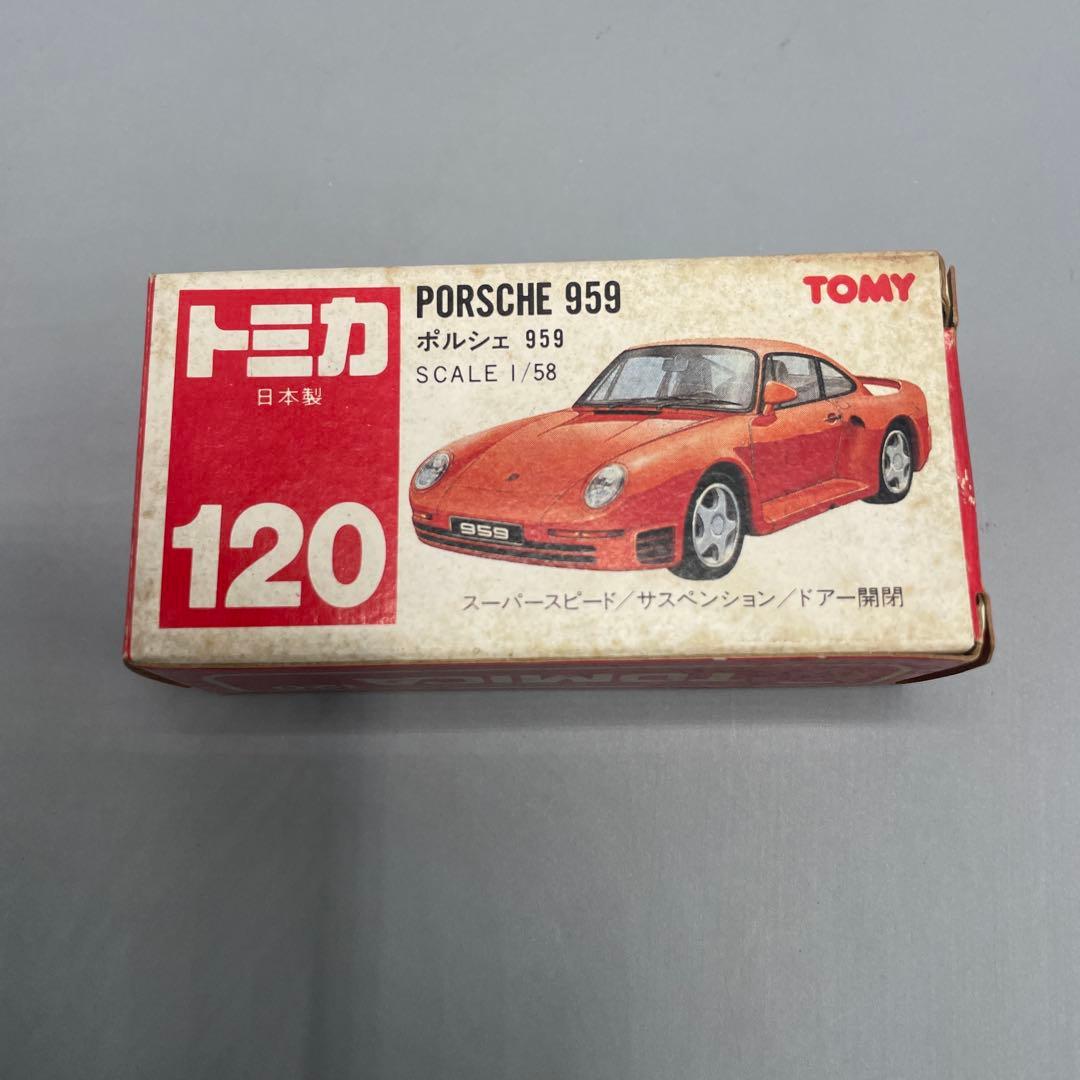 トミカ
日本製
120
PORSCHE 959
ポルシェ 959
SCALE 1/58
TOMY
959
スーパースピード/サスペンション/ドアー開閉
TOMICA